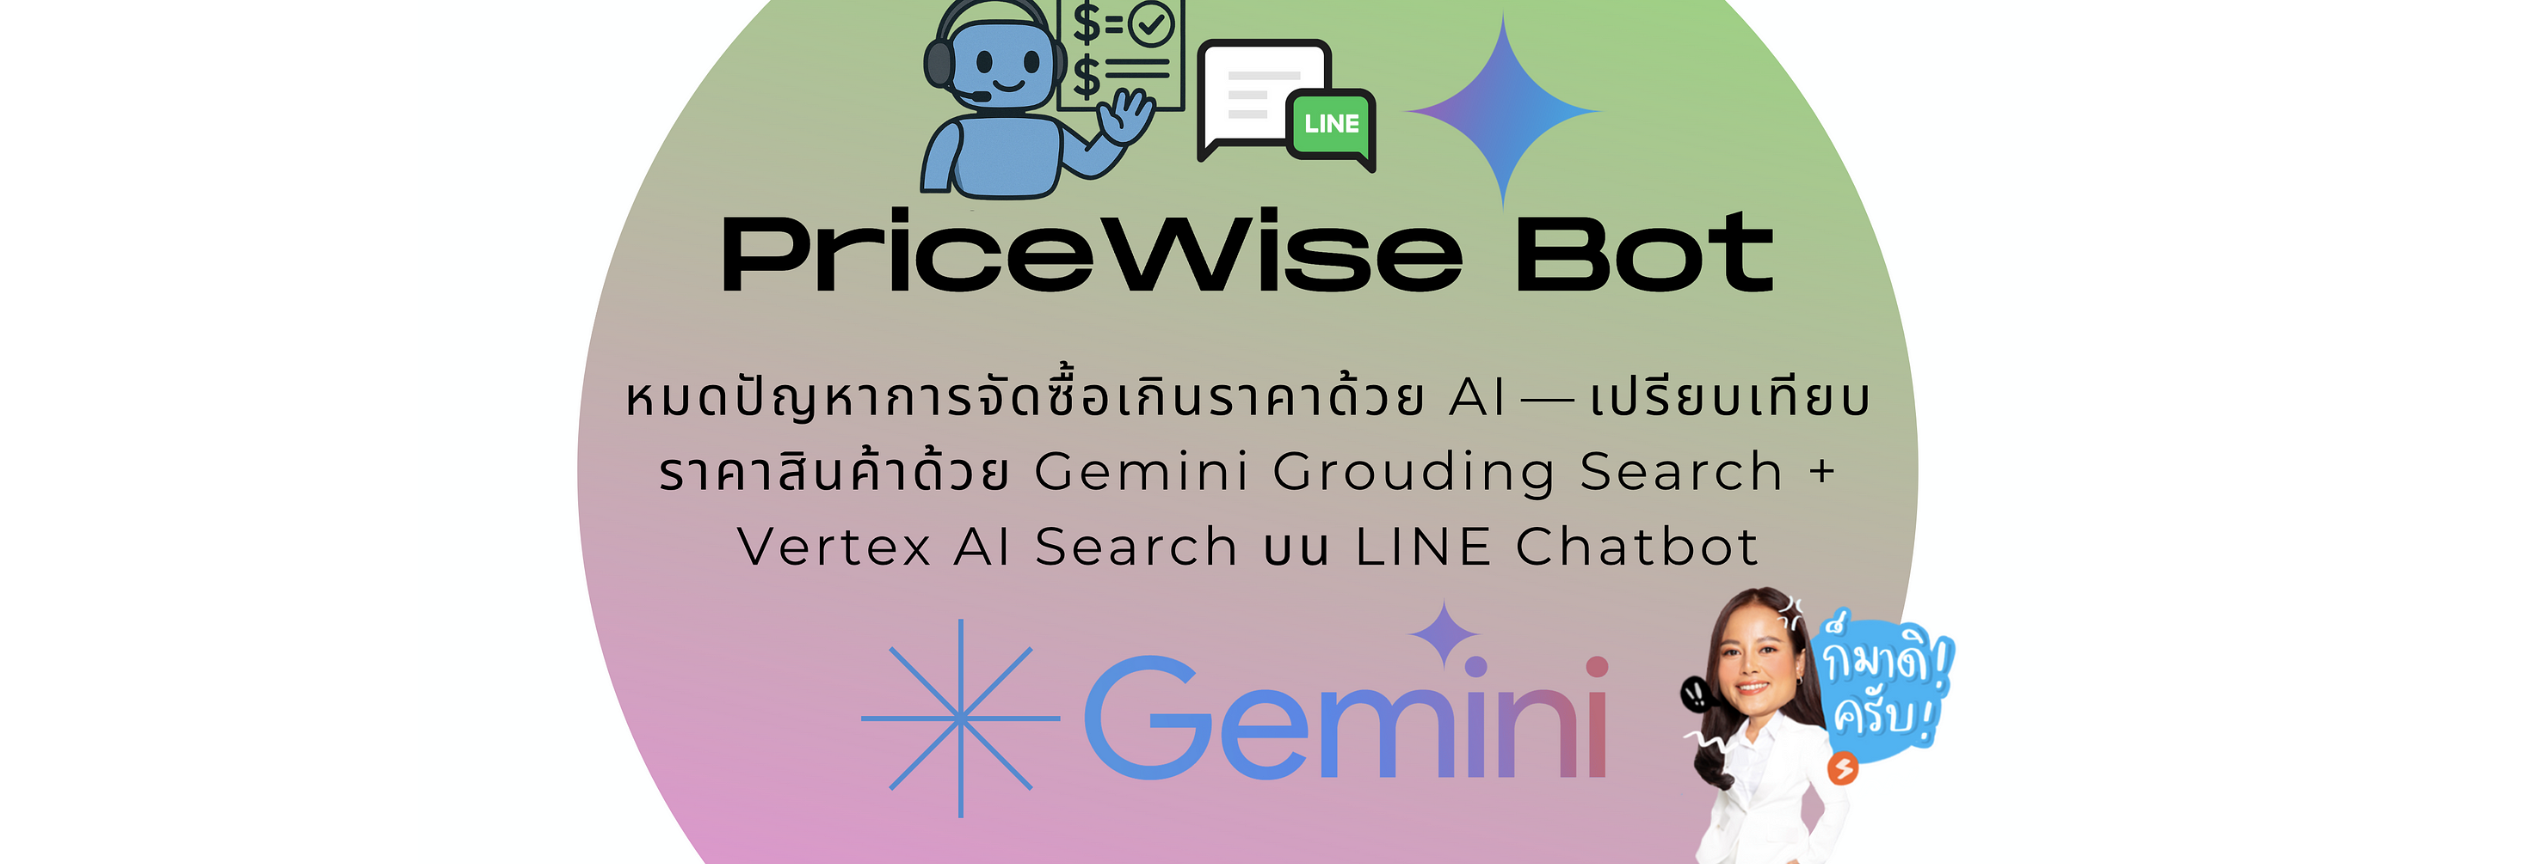 $=
$
LINE
PriceWise Bot
หมดปัญหาการจัดซื้อเกินราคาด้วย AI — เปรียบเทียบ
ราคาสินค้าด้วย Gemini Grouding Search +
Vertex AI Search บน LINE Chatbot
Gemini
ก็มาดิ!
ครับ!
!!